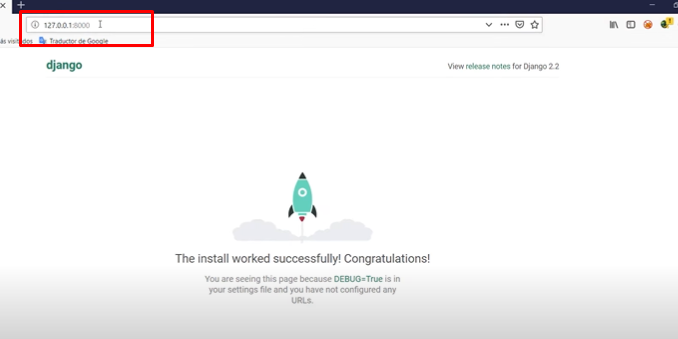 127.0.0.1:8000
ás visitados Traductor de Google
django
View release notes for Django 2.2
The install worked successfully! Congratulations!
You are seeing this page because DEBUG=True is in
your settings file and you have not configured any
URLs.